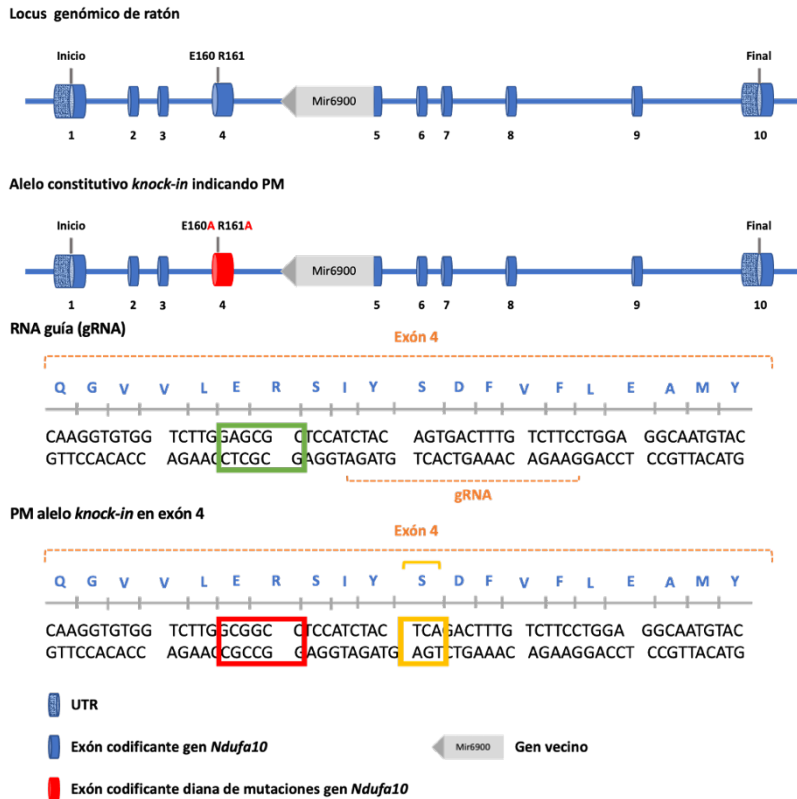 Locus genómico de ratón
Inicio E160 R161 Final
Mir6900
1 2 3 4 5 6 7 8 9 10
Alelo constitutivo knock-in indicando PM
Inicio E160A R161A Final
Mir6900
1 2 3 4 5 6 7 8 9 10
RNA guía (gRNA)
Exón 4
Q G V V L E R S I Y S D F V F L E A M Y
CAAGGTGTGG TCTTGGAGCGC TCCATCTAC AGTGACTTTG TCTTCCTGGA GGCAATGTAC
GTTCCACACC AGAACCTCGCG AGGTAGATG TCACTGAAAC AGAAGGACCT CCGTTACATG
gRNA
PM alelo knock-in en exón 4
Exón 4
Q G V V L E R S I Y S D F V F L E A M Y
CAAGGTGTGG TCTTGGCGGC CTCCATCTAC TCAGACTTTG TCTTCCTGGA GGCAATGTAC
GTTCCACACC AGAACCGCCG GAGGTAGATG AGTCTGAAAC AGAAGGACCT CCGTTACATG
UTR
Exón codificante gen Ndufa10
Mir6900 Gen vecino
Exón codificante diana de mutaciones gen Ndufa10